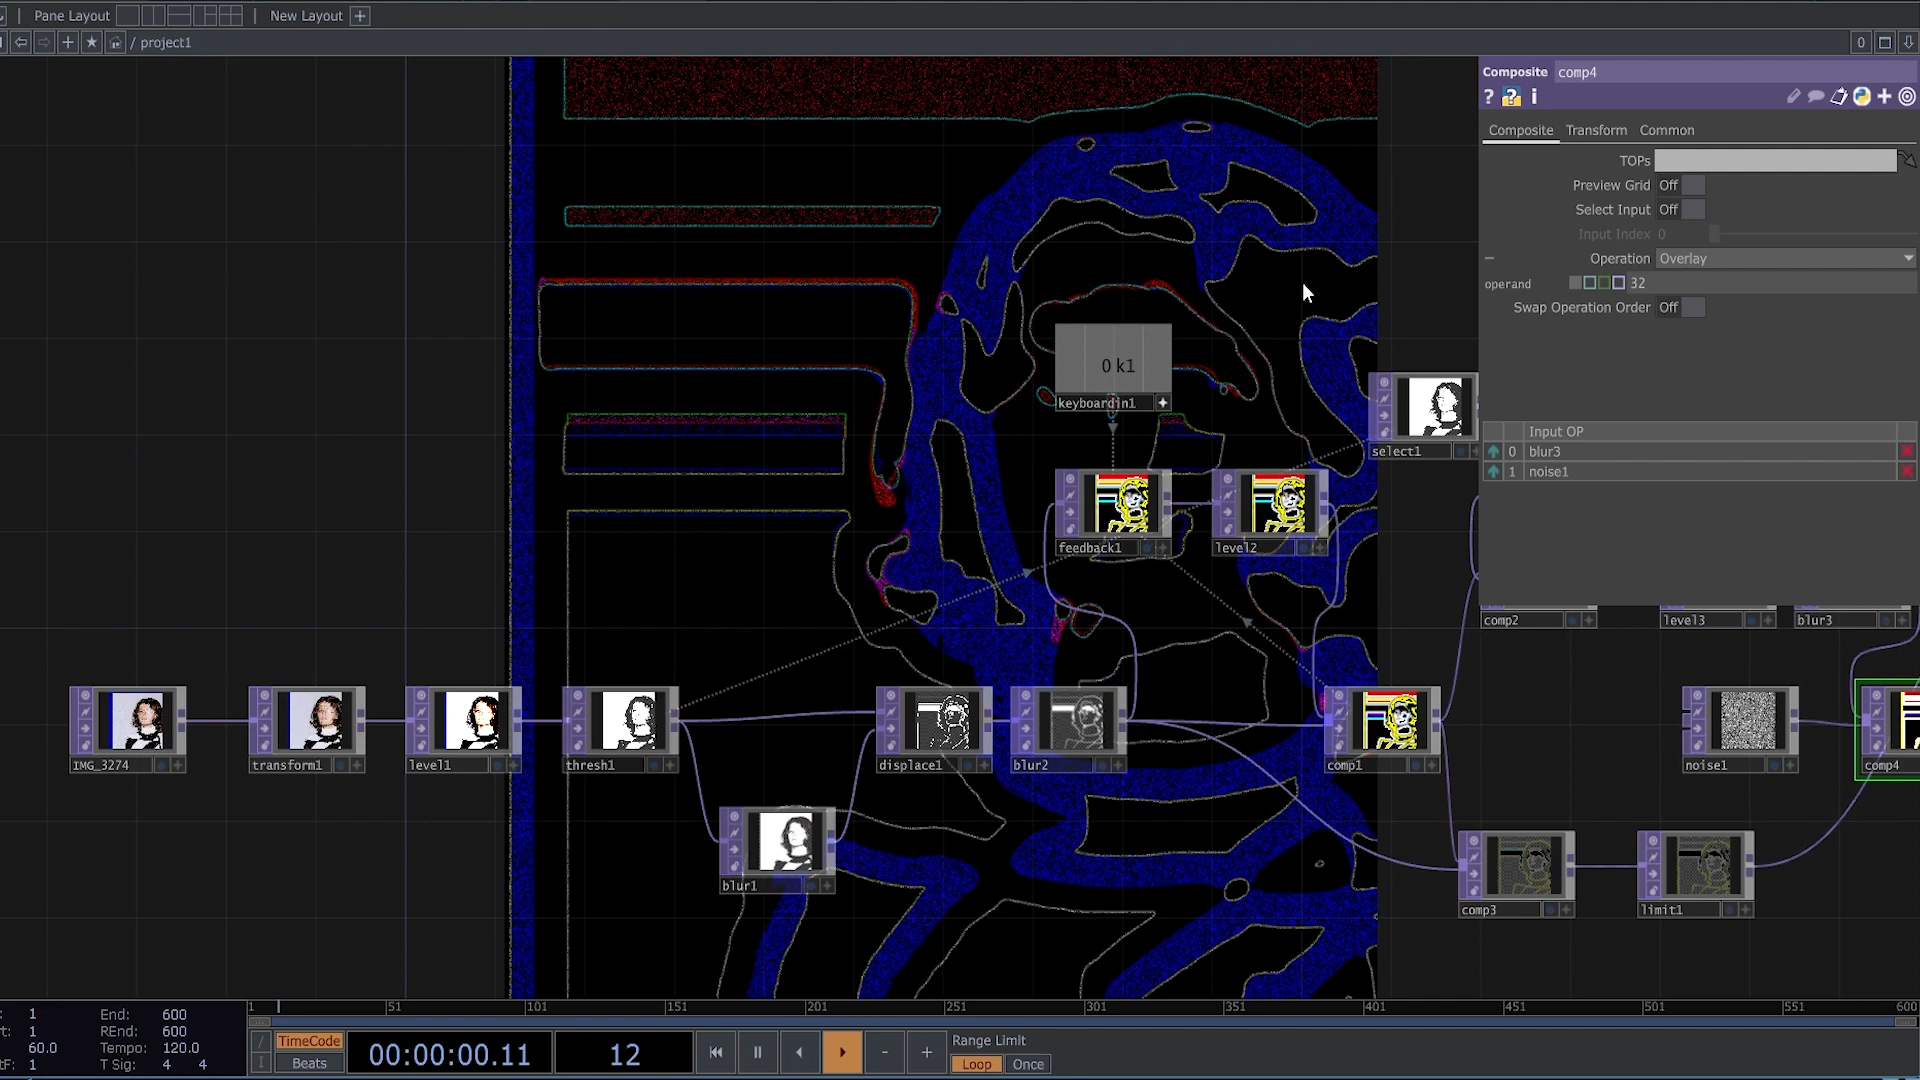 Pane Layout New Layout +
/ project1 0
Composite comp4
? ? i
Composite Transform Common
TOPs
Preview Grid Off
Select Input Off
Input Index 0
Operation Overlay
operand 32
Swap Operation Order Off
0 k1
keyboardin1
select1
Input OP
0 blur3
1 noise1
feedback1
level2
comp2
level3
blur3
IMG_3274
transform1
level1
thresh1
displace1
blur2
comp1
noise1
comp4
blur1
comp3
limit1
1 51 101 151 201 251 301 351 401 451 501 551 600
1 End: 600
1 REnd: 600
60.0 Tempo: 120.0
1 T Sig: 4 4
TimeCode
Beats
00:00:00.11
12
Range Limit
Loop Once